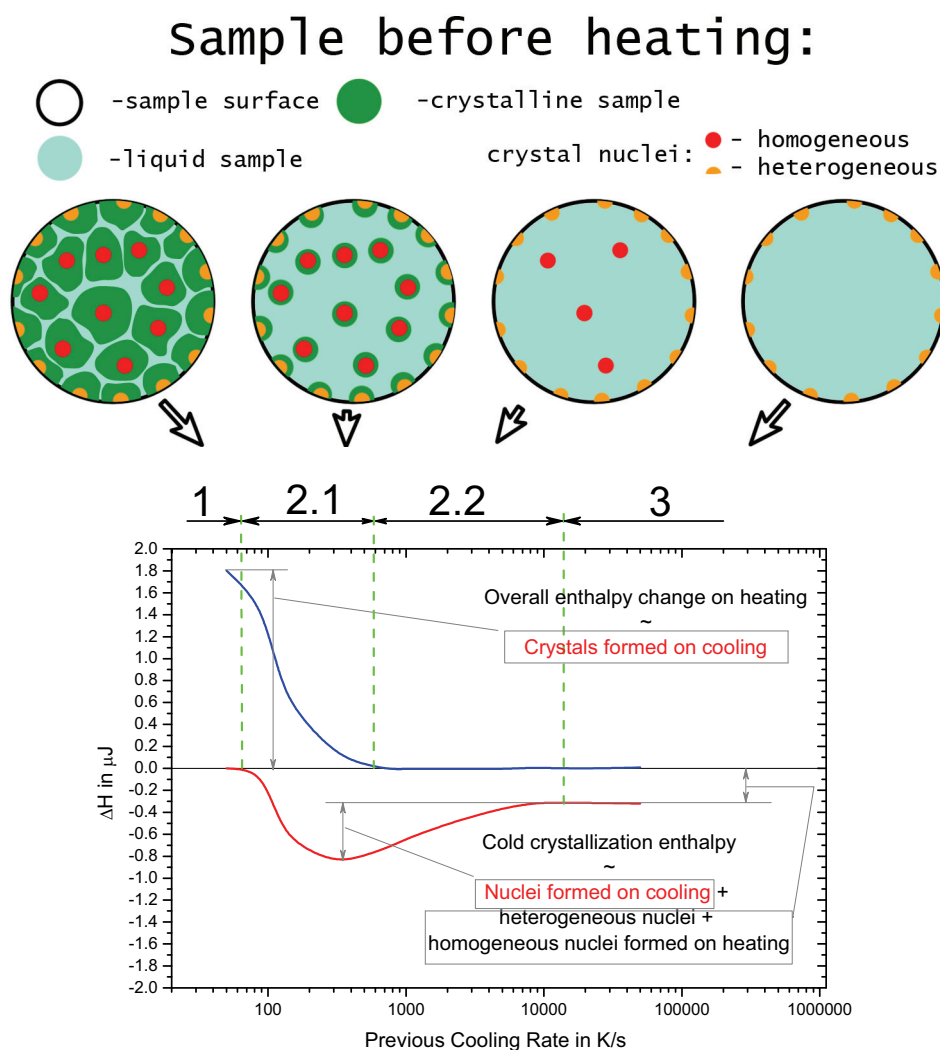 Sample before heating:
-sample surface
-crystalline sample
-liquid sample
crystal nuclei:
- homogeneous
- heterogeneous
1
2.1
2.2
3
2.0
1.8
1.6
1.4
1.2
1.0
0.8
0.6
0.4
0.2
0.0
-0.2
-0.4
-0.6
-0.8
-1.0
-1.2
-1.4
-1.6
-1.8
-2.0
ΔH in μJ
Overall enthalpy change on heating
~
Crystals formed on cooling
Cold crystallization enthalpy
~
Nuclei formed on cooling +
heterogeneous nuclei +
homogeneous nuclei formed on heating
100
1000
10000
100000
1000000
Previous Cooling Rate in K/s